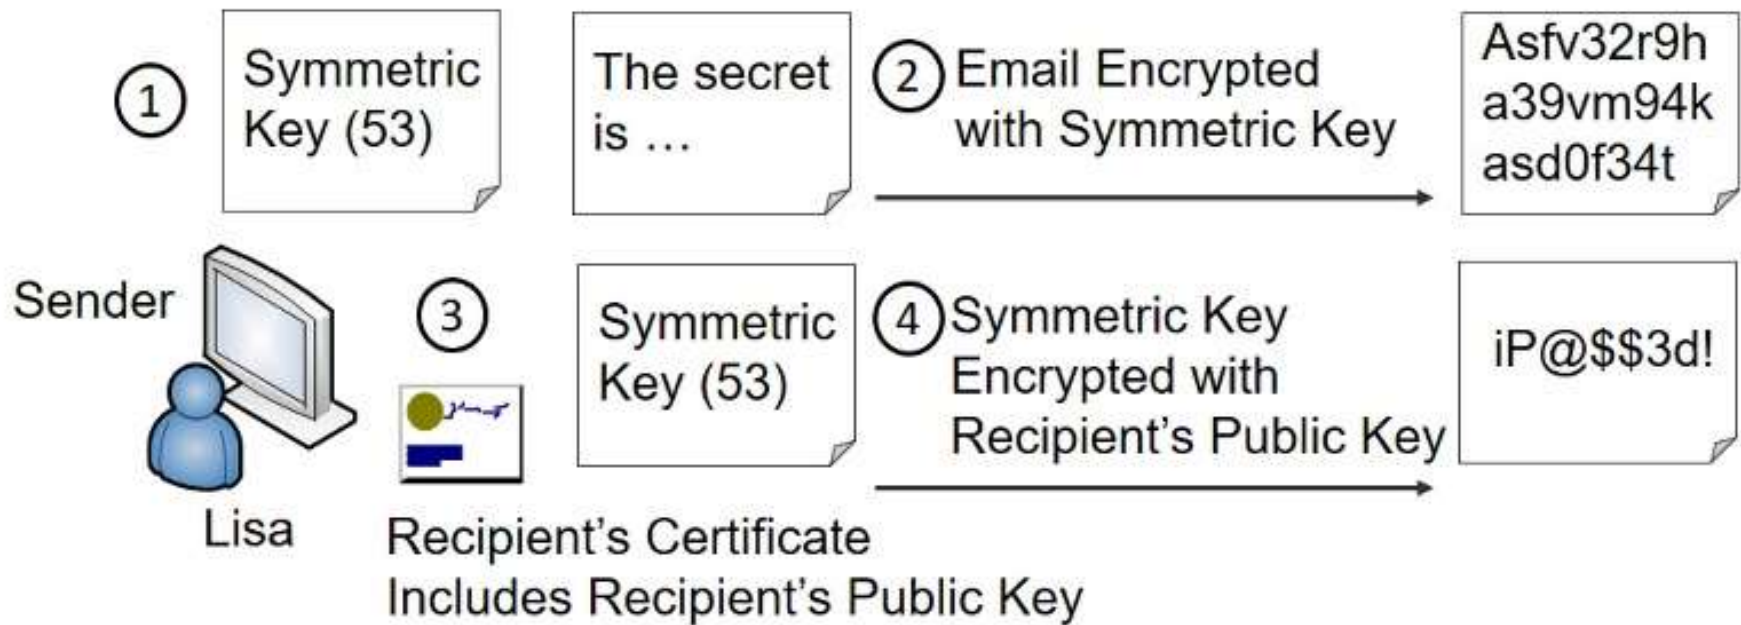 1
Symmetric
Key (53)
The secret
is ...
2
Email Encrypted
with Symmetric Key
Asfv32r9h
a39vm94k
asd0f34t
Sender
Lisa
3
Recipient’s Certificate
Includes Recipient's Public Key
Symmetric
Key (53)
4
Symmetric Key
Encrypted with
Recipient’s Public Key
iP@$$3d!